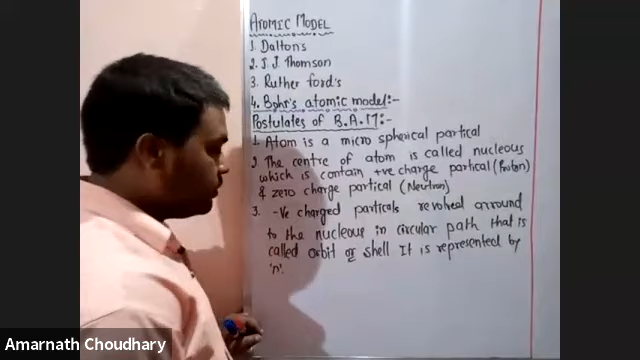 ATOMIC MODEL
1. Dalton's
2. J. J. Thomson
3. Ruther ford's
4. Bohr's atomic model:-
Postulates of B.A.M:-
1. Atom is a micro spherical partical
2. The centre of atom is called nucleous
which is contain +ve charge partical (Proton)
& zero charge partical (Neutron)
3. -Ve charged particals revolved arround
to the nucleous in circular path that is
called orbit or shell It is represented by
'n'.
Amarnath Choudhary